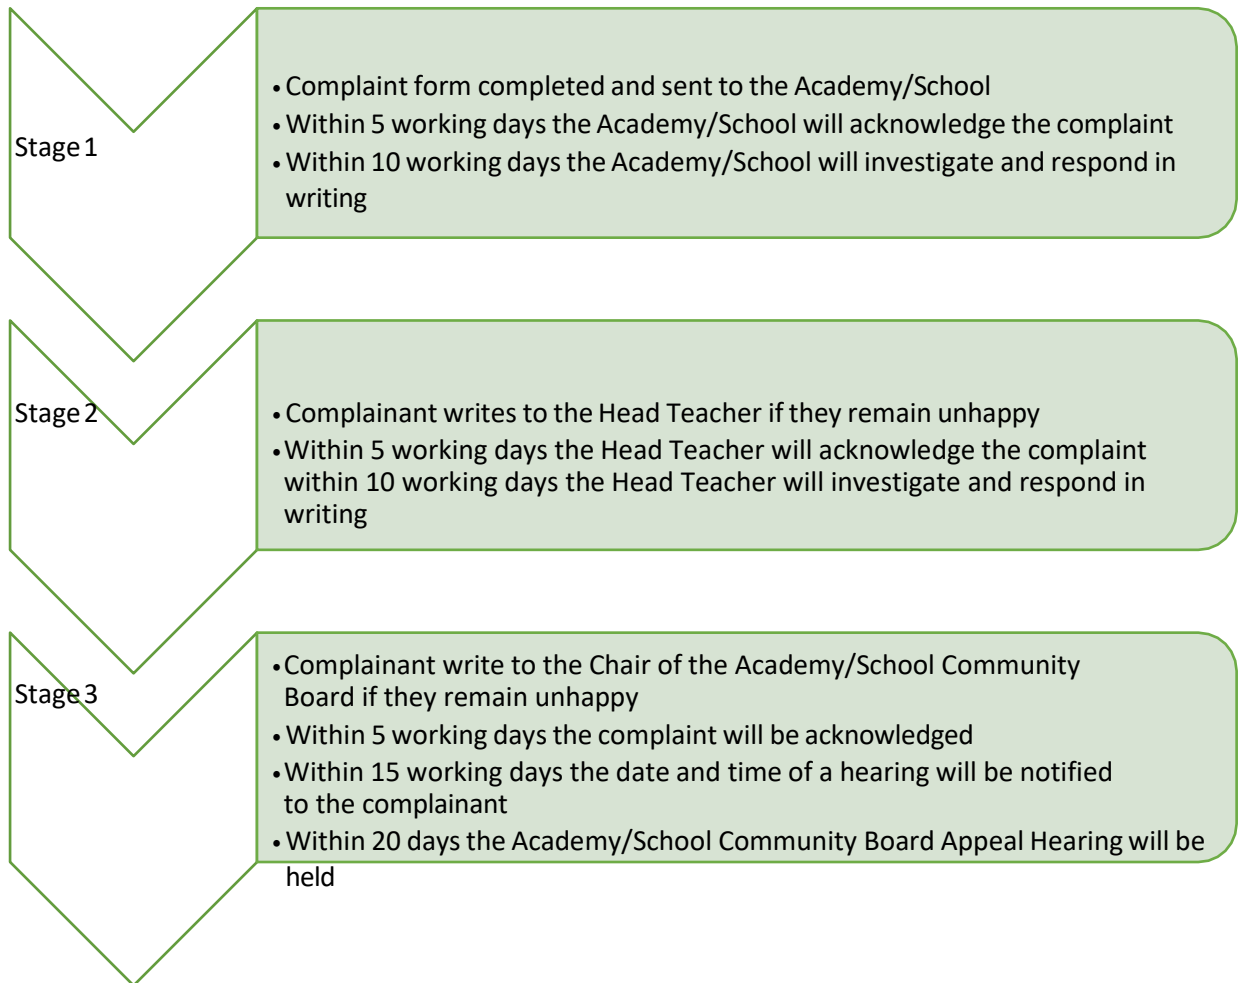 Stage 1
• Complaint form completed and sent to the Academy/School
• Within 5 working days the Academy/School will acknowledge the complaint
• Within 10 working days the Academy/School will investigate and respond in
writing
Stage 2
• Complainant writes to the Head Teacher if they remain unhappy
• Within 5 working days the Head Teacher will acknowledge the complaint
within 10 working days the Head Teacher will investigate and respond in
writing
Stage 3
• Complainant write to the Chair of the Academy/School Community
Board if they remain unhappy
• Within 5 working days the complaint will be acknowledged
• Within 15 working days the date and time of a hearing will be notified
to the complainant
• Within 20 days the Academy/School Community Board Appeal Hearing will be
held